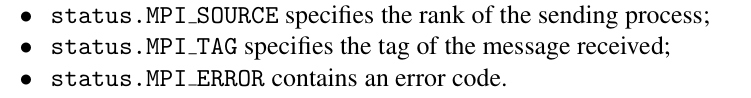 • status.MPI_SOURCE specifies the rank of the sending process;
• status.MPI_TAG specifies the tag of the message received;
• status.MPI_ERROR contains an error code.